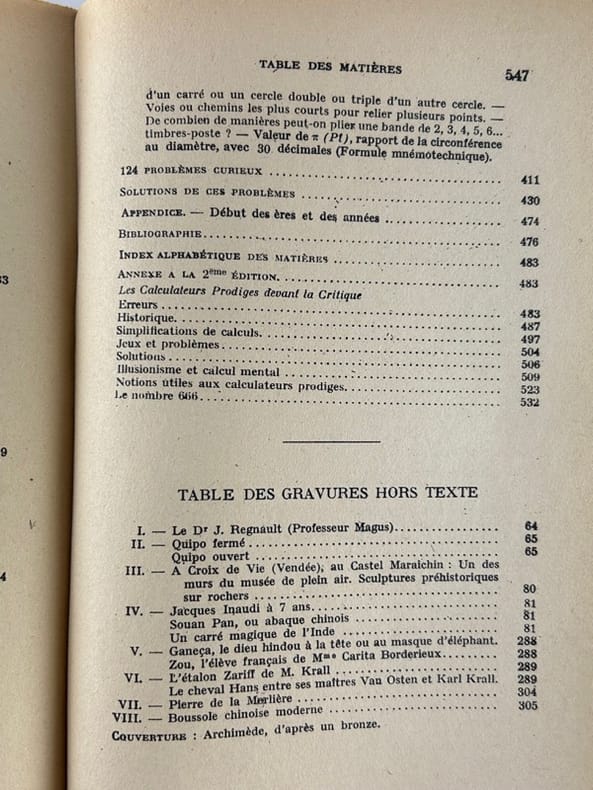 TABLE DES MATIÈRES 547
d'un carré ou un cercle double ou triple d'un autre cercle. —
Voies ou chemins les plus courts pour relier plusieurs points. —
De combien de manières peut-on plier une bande de 2, 3, 4, 5, 6...
timbres-poste ? — Valeur de π (Pi), rapport de la circonférence
au diamètre, avec 30 décimales (Formule mnémotechnique).
124 PROBLÈMES CURIEUX 411
SOLUTIONS DE CES PROBLÈMES 430
APPENDICE. — Début des ères et des années 474
BIBLIOGRAPHIE 476
INDEX ALPHABÉTIQUE DES MATIÈRES 483
ANNEXE A LA 2ème ÉDITION. 483
Les Calculateurs Prodiges devant la Critique
Erreurs 483
Historique. 487
Simplifications de calculs. 497
Jeux et problèmes 504
Solutions 506
Illusionisme et calcul mental 509
Notions utiles aux calculateurs prodiges. 523
Le nombre 666 532
TABLE DES GRAVURES HORS TEXTE
I. — Le Dr J. Regnault (Professeur Magus) 64
II. — Quipo fermé 65
Quipo ouvert 65
III. — A Croix de Vie (Vendée), au Castel Maraichin : Un des
murs du musée de plein air. Sculptures préhistoriques
sur rochers 80
IV. — Jacques Inaudi à 7 ans 81
Souan Pan, ou abaque chinois 81
Un carré magique de l'Inde 81
V. — Ganeça, le dieu hindou à la tête ou au masque d'éléphant. 288
Zou, l'élève français de Mme Carita Borderieux 288
VI. — L'étalon Zariff de M. Krall 289
Le cheval Hans entre ses maîtres Van Osten et Karl Krall. 289
VII. — Pierre de la Merlière 304
VIII. — Boussole chinoise moderne 305
COUVERTURE : Archimède, d'après un bronze.